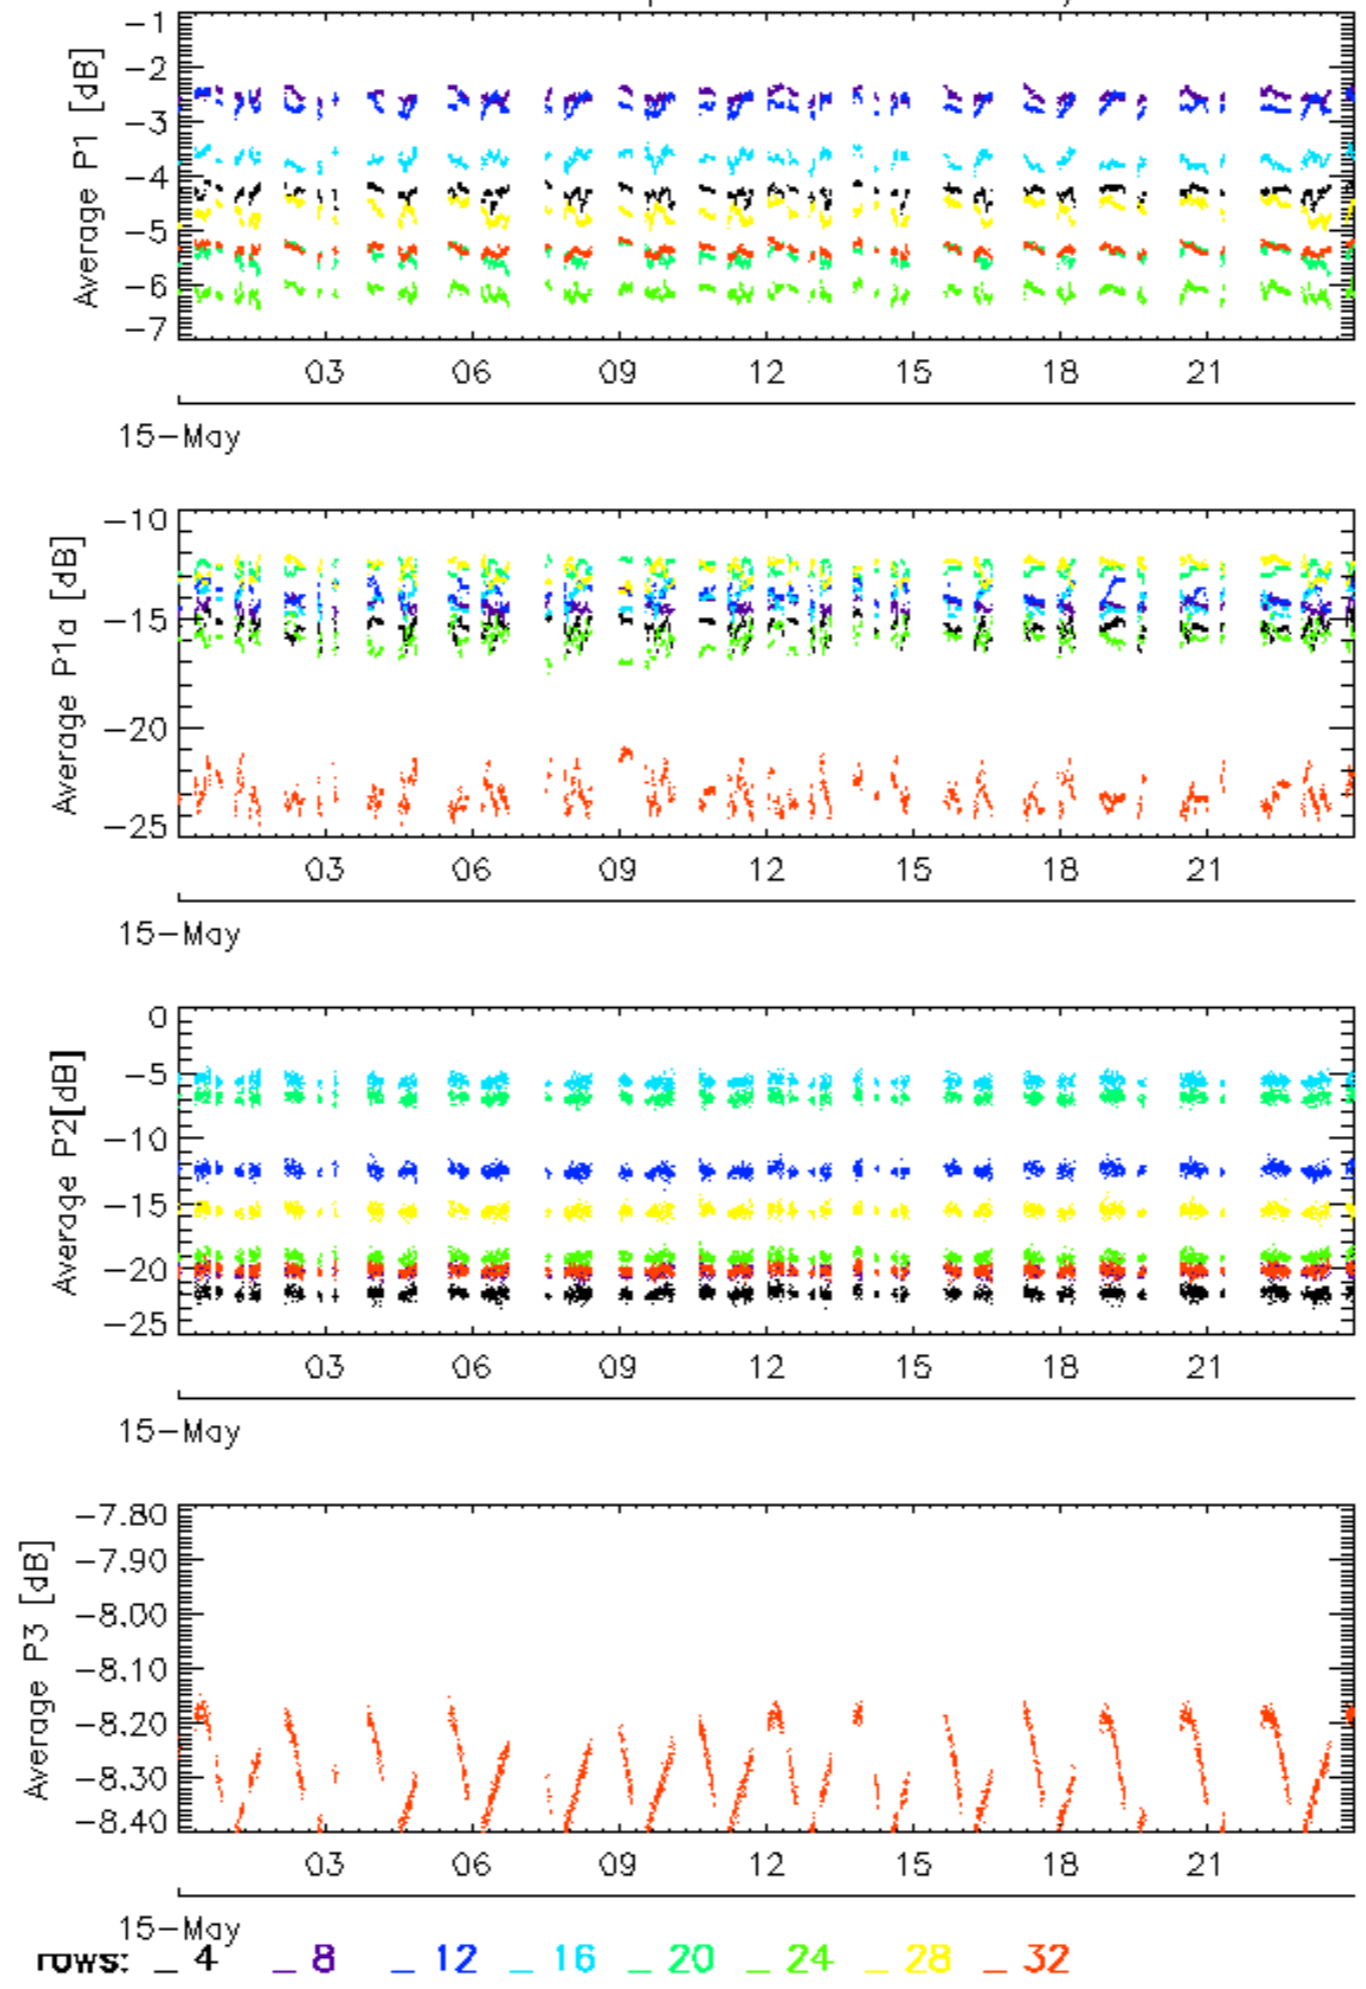 -1
-2
-3
-4
-5
-6
-7
Average P1 [dB]
03 06 09 12 15 18 21
15-May
-10
-15
-20
-25
Average P1a [dB]
03 06 09 12 15 18 21
15-May
0
-5
-10
-15
-20
-25
Average P2[dB]
03 06 09 12 15 18 21
15-May
-7.80
-7.90
-8.00
-8.10
-8.20
-8.30
-8.40
Average P3 [dB]
03 06 09 12 15 18 21
15-May
rows: _ 4 _ 8 _ 12 _ 16 _ 20 _ 24 _ 28 _ 32